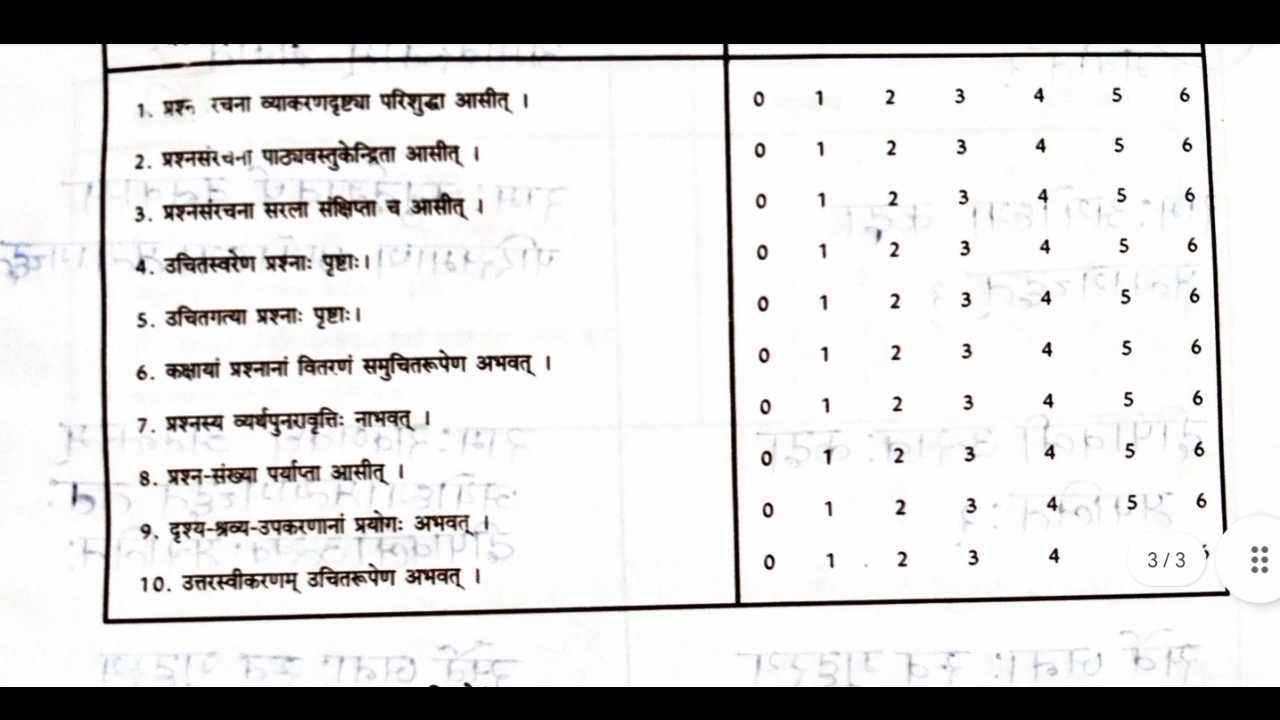 1. प्रश्न रचना व्याकरणदृष्ट्या परिशुद्धा आसीत् । 0 1 2 3 4 5 6
2. प्रश्नसंरचना पाठ्यवस्तुकेन्द्रिता आसीत् । 0 1 2 3 4 5 6
3. प्रश्नसंरचना सरला संक्षिप्ता च आसीत् । 0 1 2 3 4 5 6
4. उचितस्वरेण प्रश्नाः पृष्टाः। 0 1 2 3 4 5 6
5. उचितगत्या प्रश्नाः पृष्टाः। 0 1 2 3 4 5 6
6. कक्षायां प्रश्नानां वितरणं समुचितरूपेण अभवत् । 0 1 2 3 4 5 6
7. प्रश्नस्य व्यर्थपुनरावृत्तिः नाभवत् । 0 1 2 3 4 5 6
8. प्रश्न-संख्या पर्याप्ता आसीत् । 0 1 2 3 4 5 6
9. दृश्य-श्रव्य-उपकरणानां प्रयोगः अभवत् । 0 1 2 3 4 5 6
10. उत्तरस्वीकरणम् उचितरूपेण अभवत् । 0 1 2 3 4
3/3